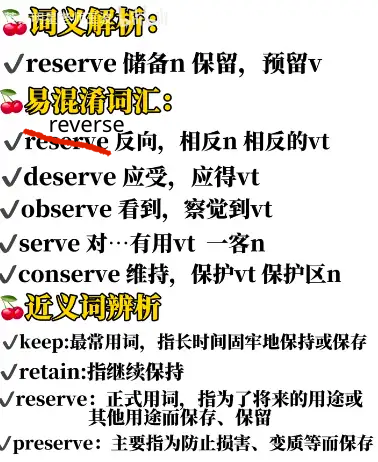 词义解析:
✓reserve 储备n 保留，预留v
易混淆词汇:
reverse
✓reserve 反向，相反n 相反的vt
✓deserve 应受，应得vt
✓observe 看到，察觉到vt
✓serve 对…有用vt 一客n
✓conserve 维持，保护vt 保护区n
近义词辨析
✓keep:最常用词，指长时间固牢地保持或保存
✓retain:指继续保持
✓reserve：正式用词，指为了将来的用途或
其他用途而保存、保留
✓preserve：主要指为防止损害、变质等而保存